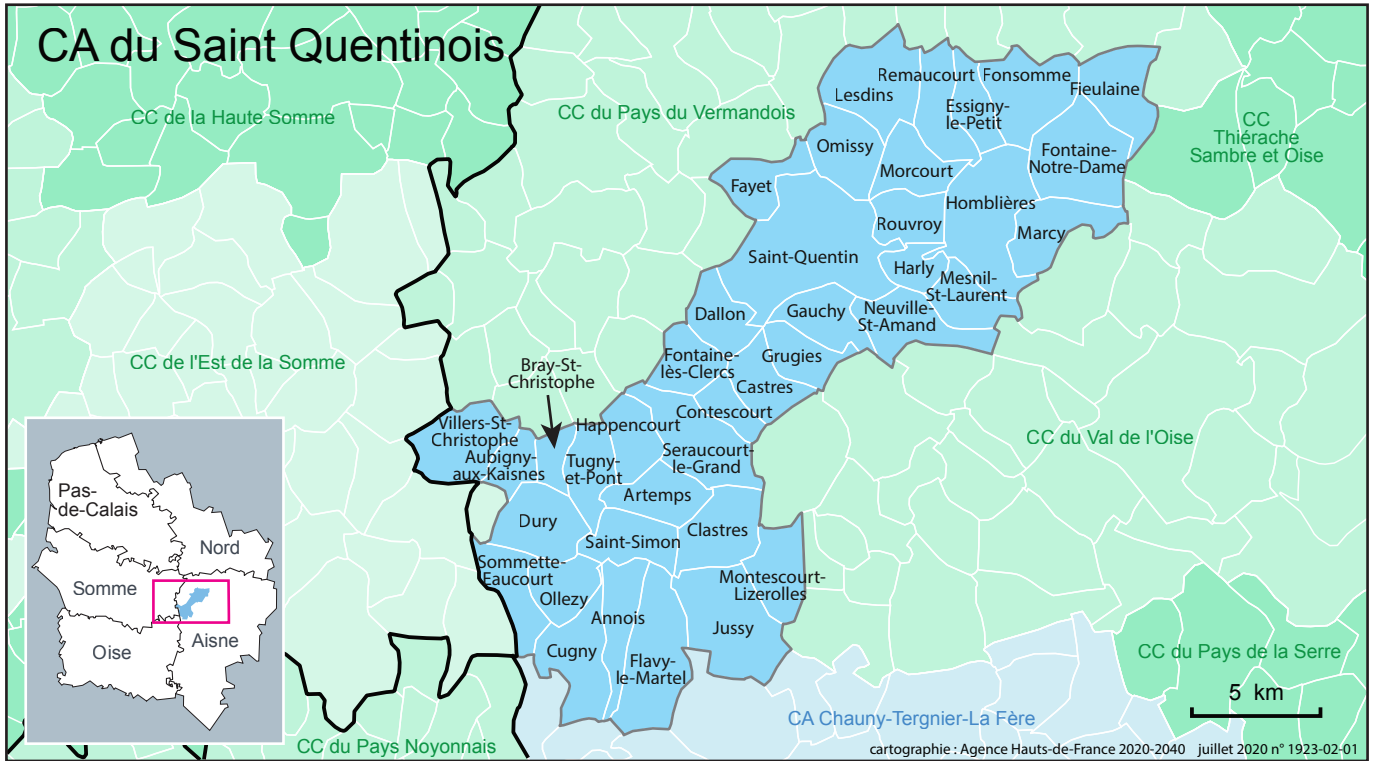 CA du Saint Quentinois
CC de la Haute Somme
CC du Pays du Vermandois
CC
Thiérache
Sambre et Oise
CC de l'Est de la Somme
CC du Val de l'Oise
CC du Pays de la Serre
CA Chauny-Tergnier-La Fère
CC du Pays Noyonnais
Remaucourt
Fonsomme
Fieulaine
Lesdins
Essigny-
le-Petit
Omissy
Morcourt
Fontaine-
Notre-Dame
Fayet
Homblières
Rouvroy
Marcy
Saint-Quentin
Harly
Mesnil-
St-Laurent
Dallon
Gauchy
Neuville-
St-Amand
Fontaine-
lès-Clercs
Grugies
Castres
Bray-St-
Christophe
Contescourt
Happencourt
Villers-St-
Christophe
Aubigny-
aux-Kaisnes
Tugny-
et-Pont
Seraucourt-
le-Grand
Artemps
Dury
Clastres
Saint-Simon
Sommette-
Eaucourt
Ollezy
Montescourt-
Lizerolles
Annois
Jussy
Cugny
Flavy-
le-Martel
Pas-
de-Calais
Nord
Somme
Aisne
Oise
5 km
cartographie : Agence Hauts-de-France 2020-2040 juillet 2020 n° 1923-02-01